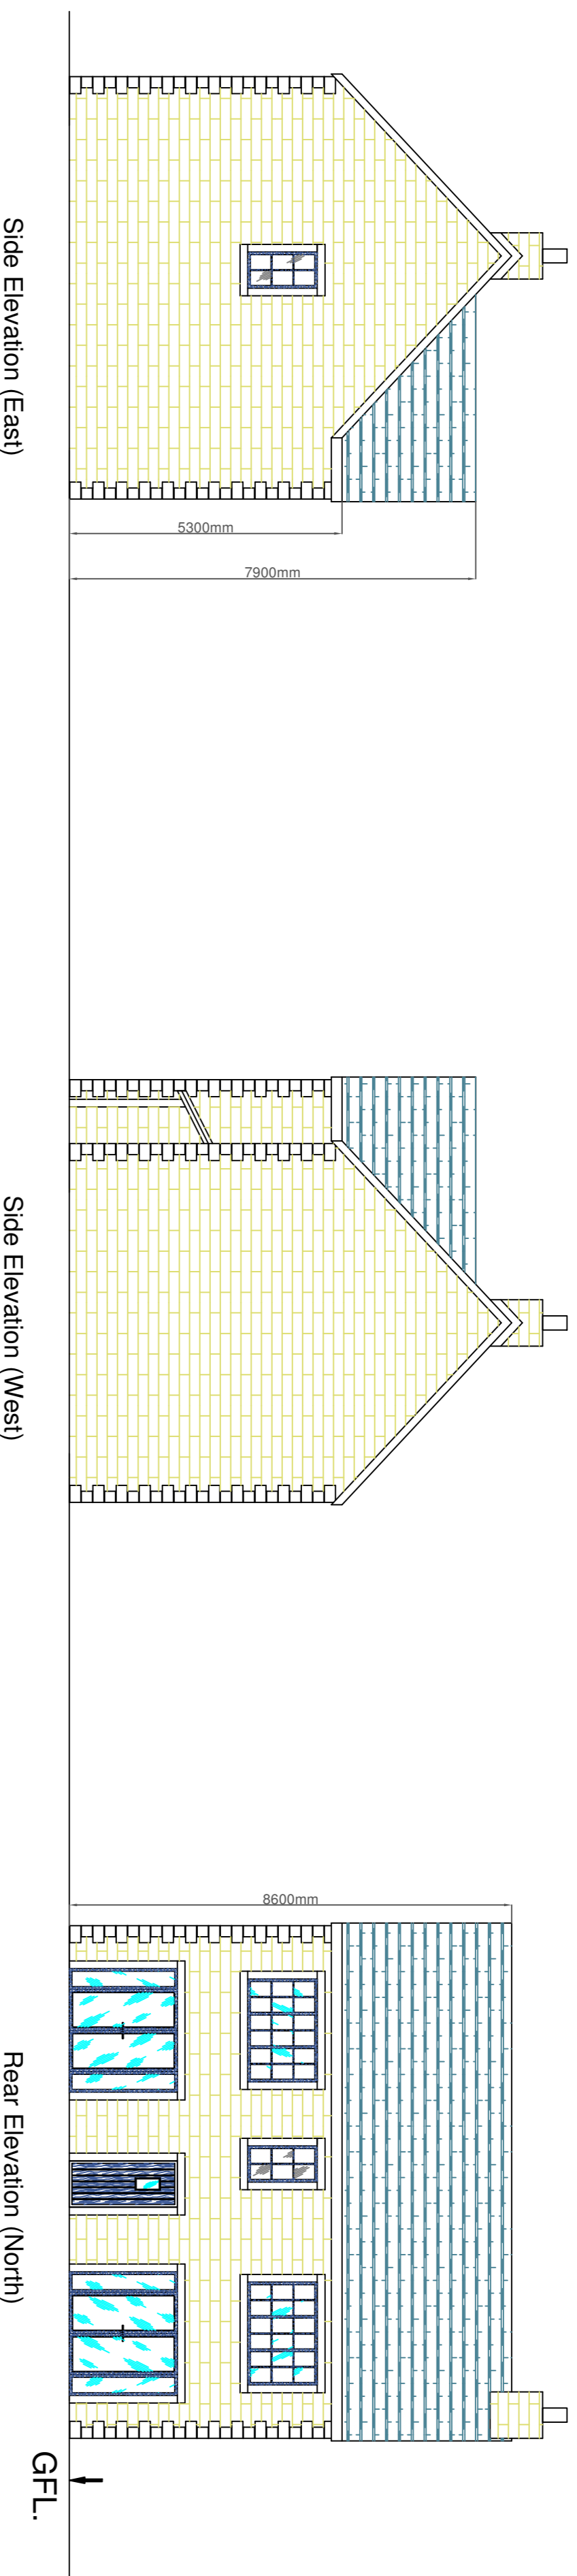 Side Elevation (East)
5300mm
7900mm
Side Elevation (West)
8600mm
Rear Elevation (North)
GFL.